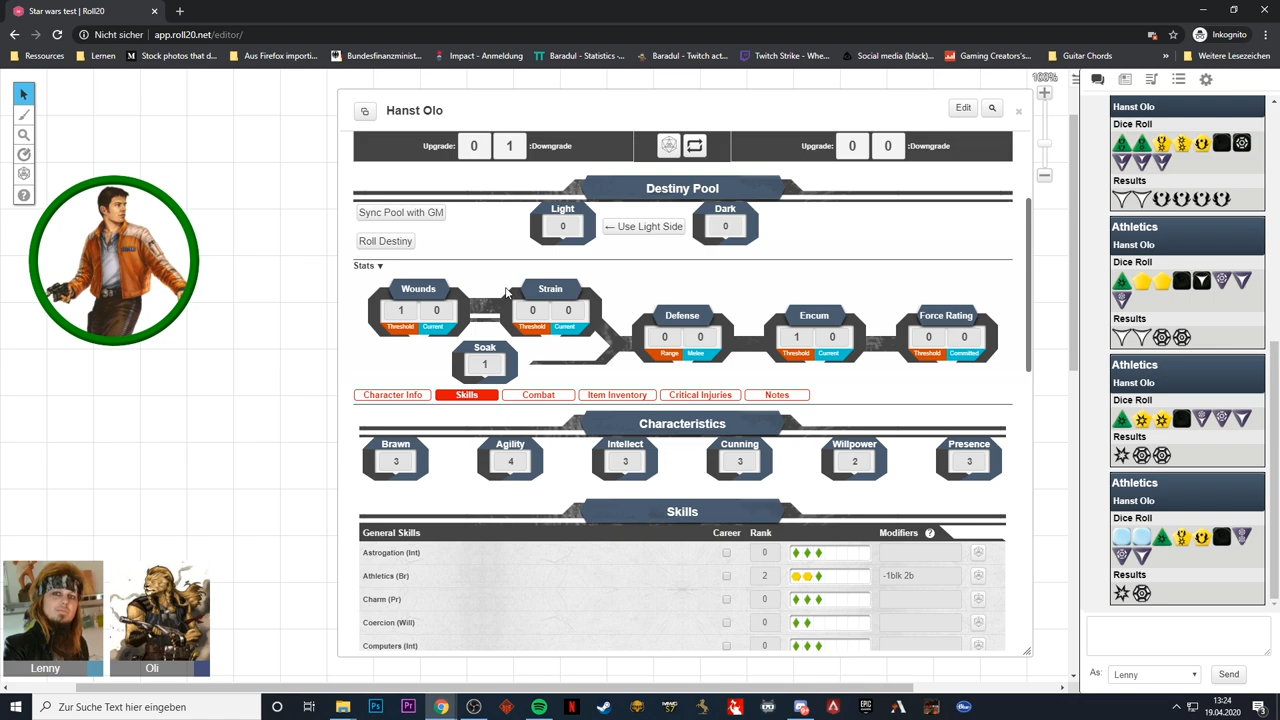 Star wars test | Roll20
Nicht sicher | app.roll20.net/editor/
Inkognito
Ressources
Lernen
Stock photos that d...
Aus Firefox importi...
Bundesfinanzminist...
Impact - Anmeldung
Baradul - Statistics -...
Baradul - Twitch act...
Twitch Strike - Whe...
Social media (black)...
Gaming Creators's...
Guitar Chords
»
Weitere Lesezeichen
100%
Hanst Olo
Edit
Upgrade: 0 1 :Downgrade
Upgrade: 0 0 :Downgrade
Destiny Pool
Sync Pool with GM
Light
0
← Use Light Side
Dark
0
Roll Destiny
Stats ▼
Wounds
1 0
Threshold Current
Strain
0 0
Threshold Current
Soak
1
Defense
0 0
Range Melee
Encum
1 0
Threshold Current
Force Rating
0 0
Threshold Committed
Character Info
Skills
Combat
Item Inventory
Critical Injuries
Notes
Characteristics
Brawn
3
Agility
4
Intellect
3
Cunning
3
Willpower
2
Presence
3
Skills
General Skills Career Rank Modifiers ?
Astrogation (Int) 0
Athletics (Br) 2 -1blk 2b
Charm (Pr) 0
Coercion (Will) 0
Computers (Int) 0
Lenny
Oli
Hanst Olo
Dice Roll
Results
Athletics
Hanst Olo
Dice Roll
Results
Athletics
Hanst Olo
Dice Roll
Results
Athletics
Hanst Olo
Dice Roll
Results
As: Lenny
Send
Zur Suche Text hier eingeben
13:24
19.04.2020